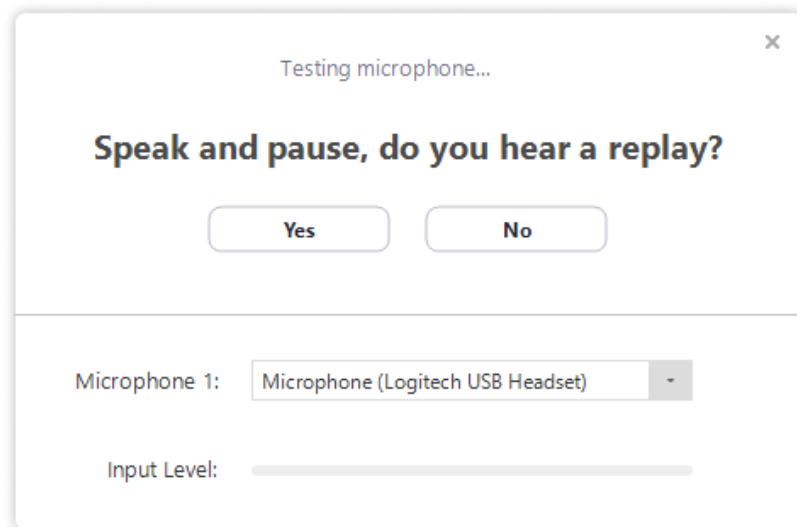 Testing microphone...
Speak and pause, do you hear a replay?
Yes No
Microphone 1: Microphone (Logitech USB Headset)
Input Level: